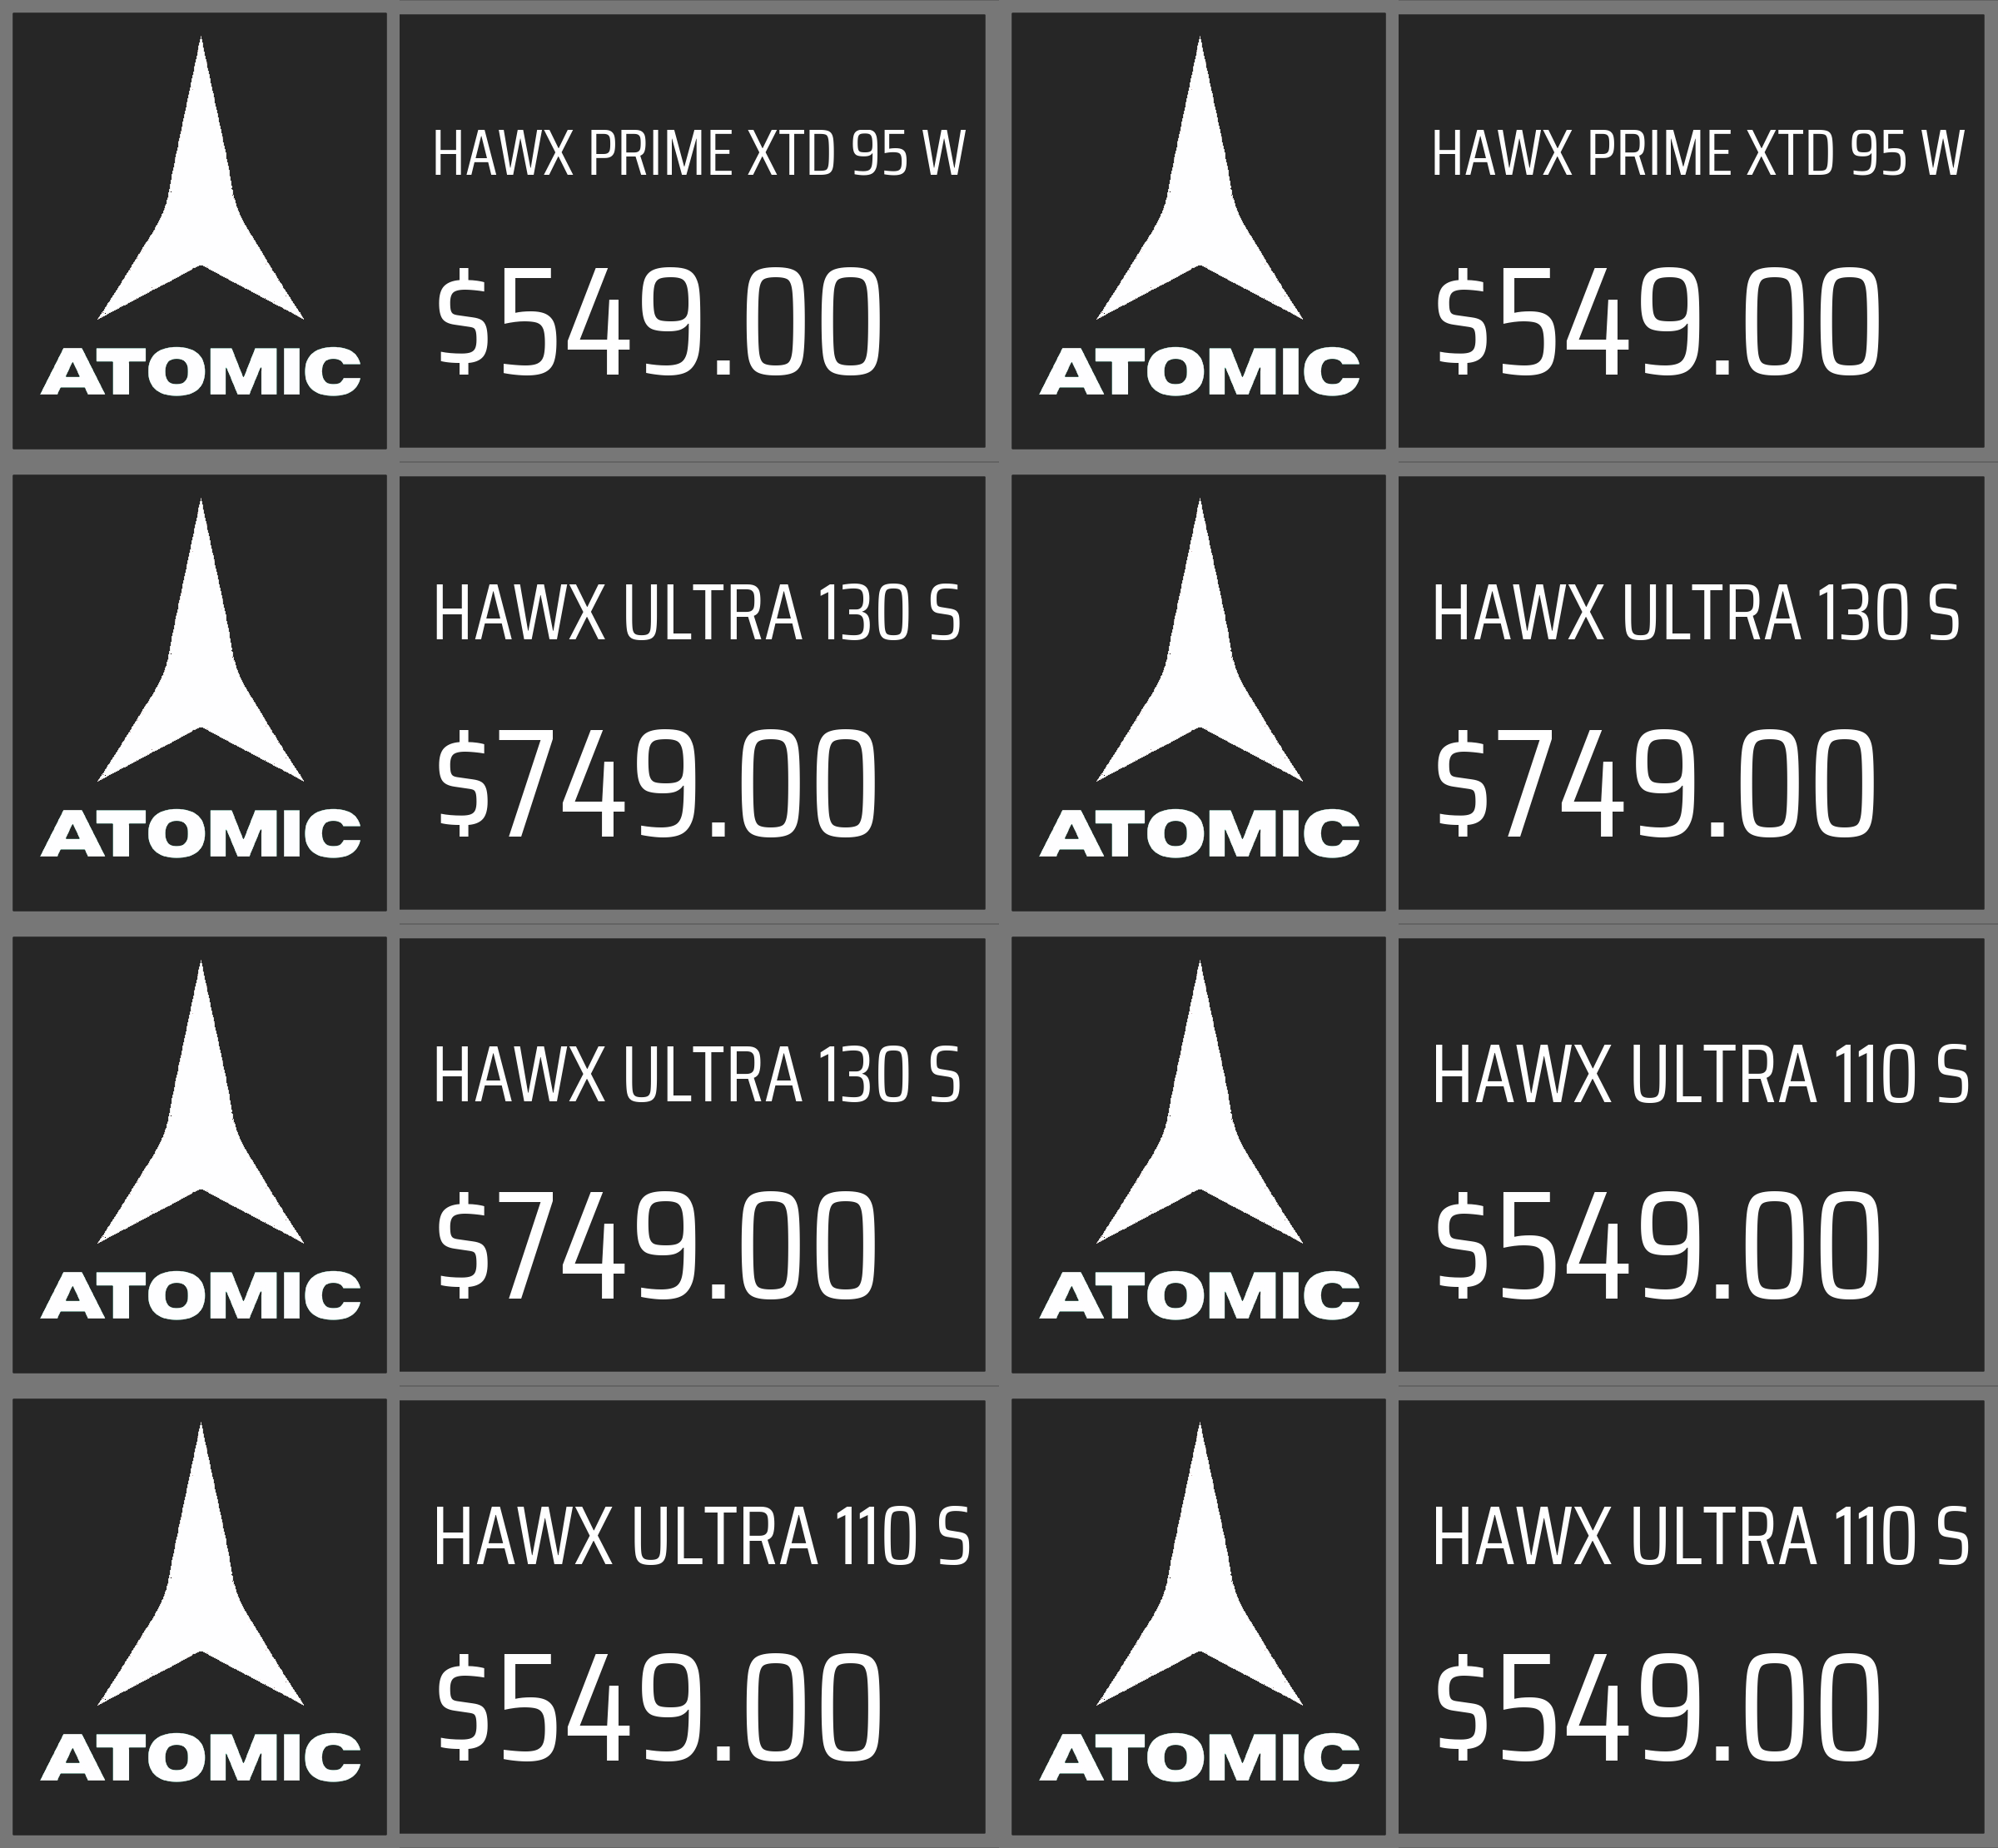 HAWX PRIME XTD 95 W
$549.00
ATOMIC
HAWX PRIME XTD 95 W
$549.00
ATOMIC
HAWX ULTRA 130 S
$749.00
ATOMIC
HAWX ULTRA 130 S
$749.00
ATOMIC
HAWX ULTRA 130 S
$749.00
ATOMIC
HAWX ULTRA 110 S
$549.00
ATOMIC
HAWX ULTRA 110 S
$549.00
ATOMIC
HAWX ULTRA 110 S
$549.00
ATOMIC